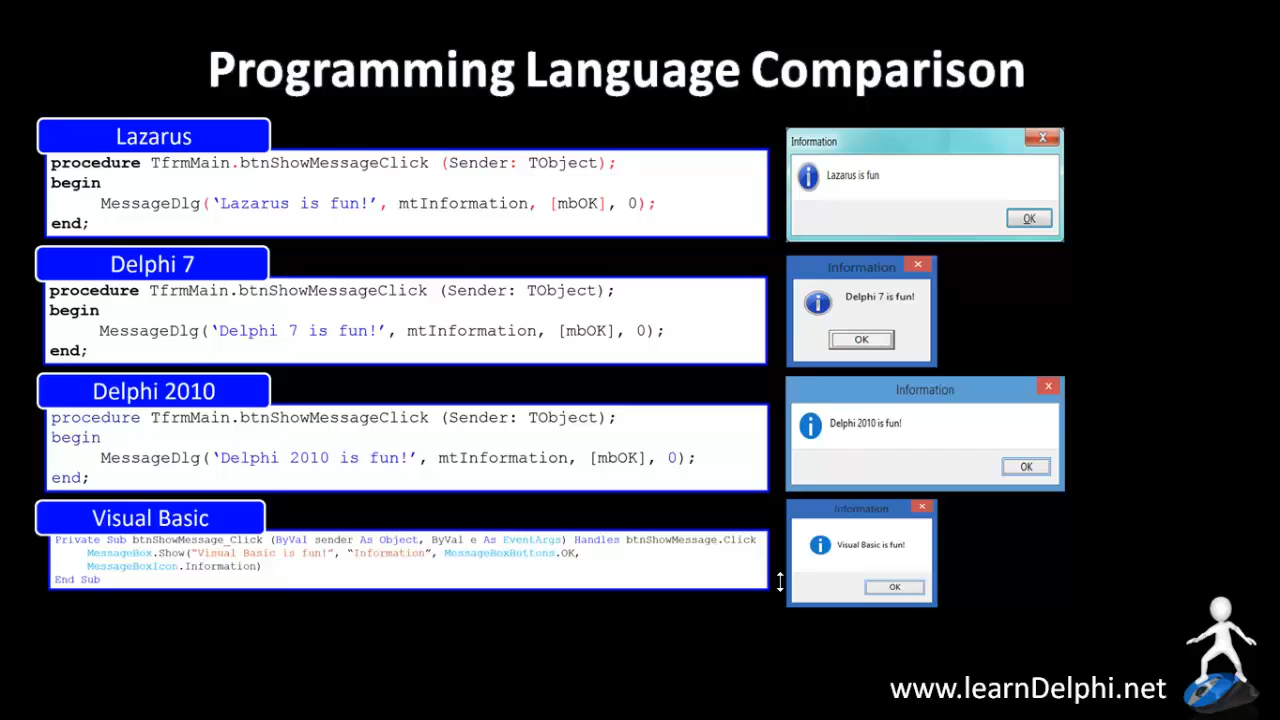 Programming Language Comparison
Lazarus
procedure TfrmMain.btnShowMessageClick (Sender: TObject);
begin
MessageDlg(‘Lazarus is fun!’, mtInformation, [mbOK], 0);
end;
Information
X
Lazarus is fun
OK
Delphi 7
procedure TfrmMain.btnShowMessageClick (Sender: TObject);
begin
MessageDlg(‘Delphi 7 is fun!’, mtInformation, [mbOK], 0);
end;
Information
Delphi 7 is fun!
OK
Delphi 2010
procedure TfrmMain.btnShowMessageClick (Sender: TObject);
begin
MessageDlg(‘Delphi 2010 is fun!’, mtInformation, [mbOK], 0);
end;
Information
Delphi 2010 is fun!
OK
Visual Basic
Private Sub btnShowMessage_Click (ByVal sender As Object, ByVal e As EventArgs) Handles btnShowMessage.Click
MessageBox.Show(“Visual Basic is fun!”, “Information”, MessageBoxButtons.OK,
MessageBoxIcon.Information)
End Sub
Information
Visual Basic is fun!
OK
www.learnDelphi.net